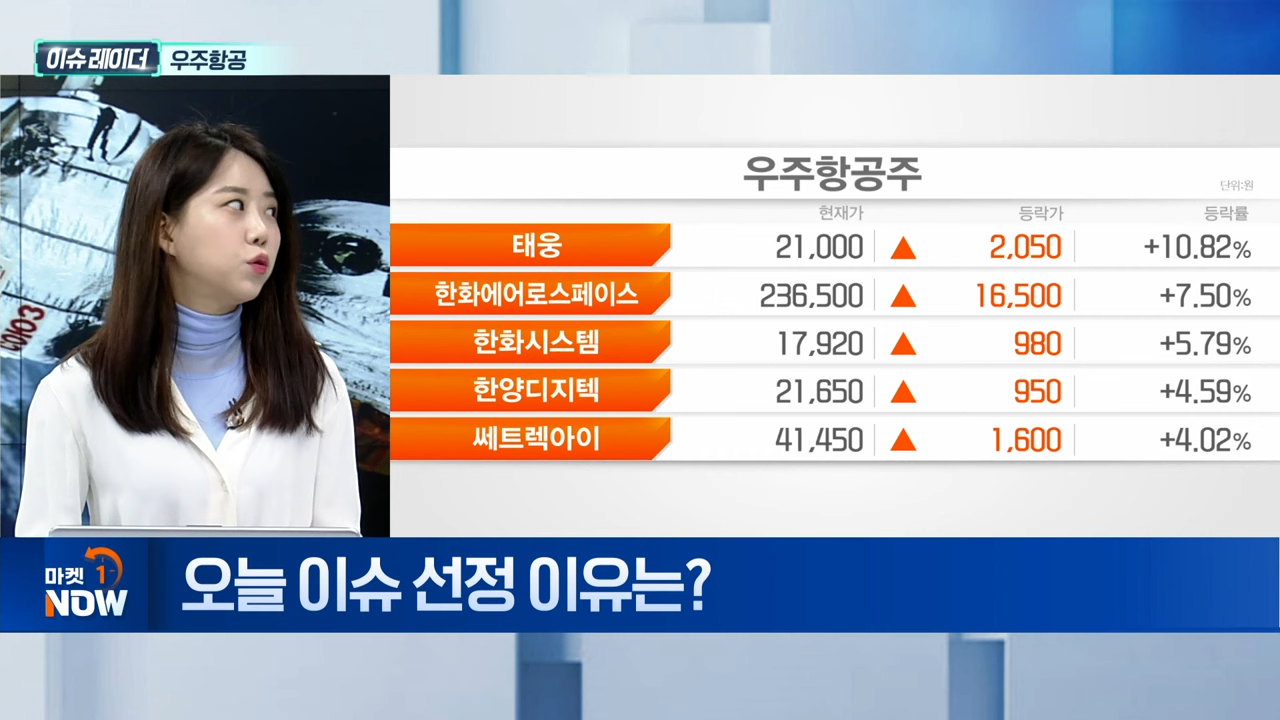 이슈 레이더 우주항공
우주항공주
단위:원
현재가 등락가 등락률
태웅 21,000 ▲ 2,050 +10.82%
한화에어로스페이스 236,500 ▲ 16,500 +7.50%
한화시스템 17,920 ▲ 980 +5.79%
한양디지텍 21,650 ▲ 950 +4.59%
쎄트렉아이 41,450 ▲ 1,600 +4.02%
마켓 1
NOW
오늘 이슈 선정 이유는?